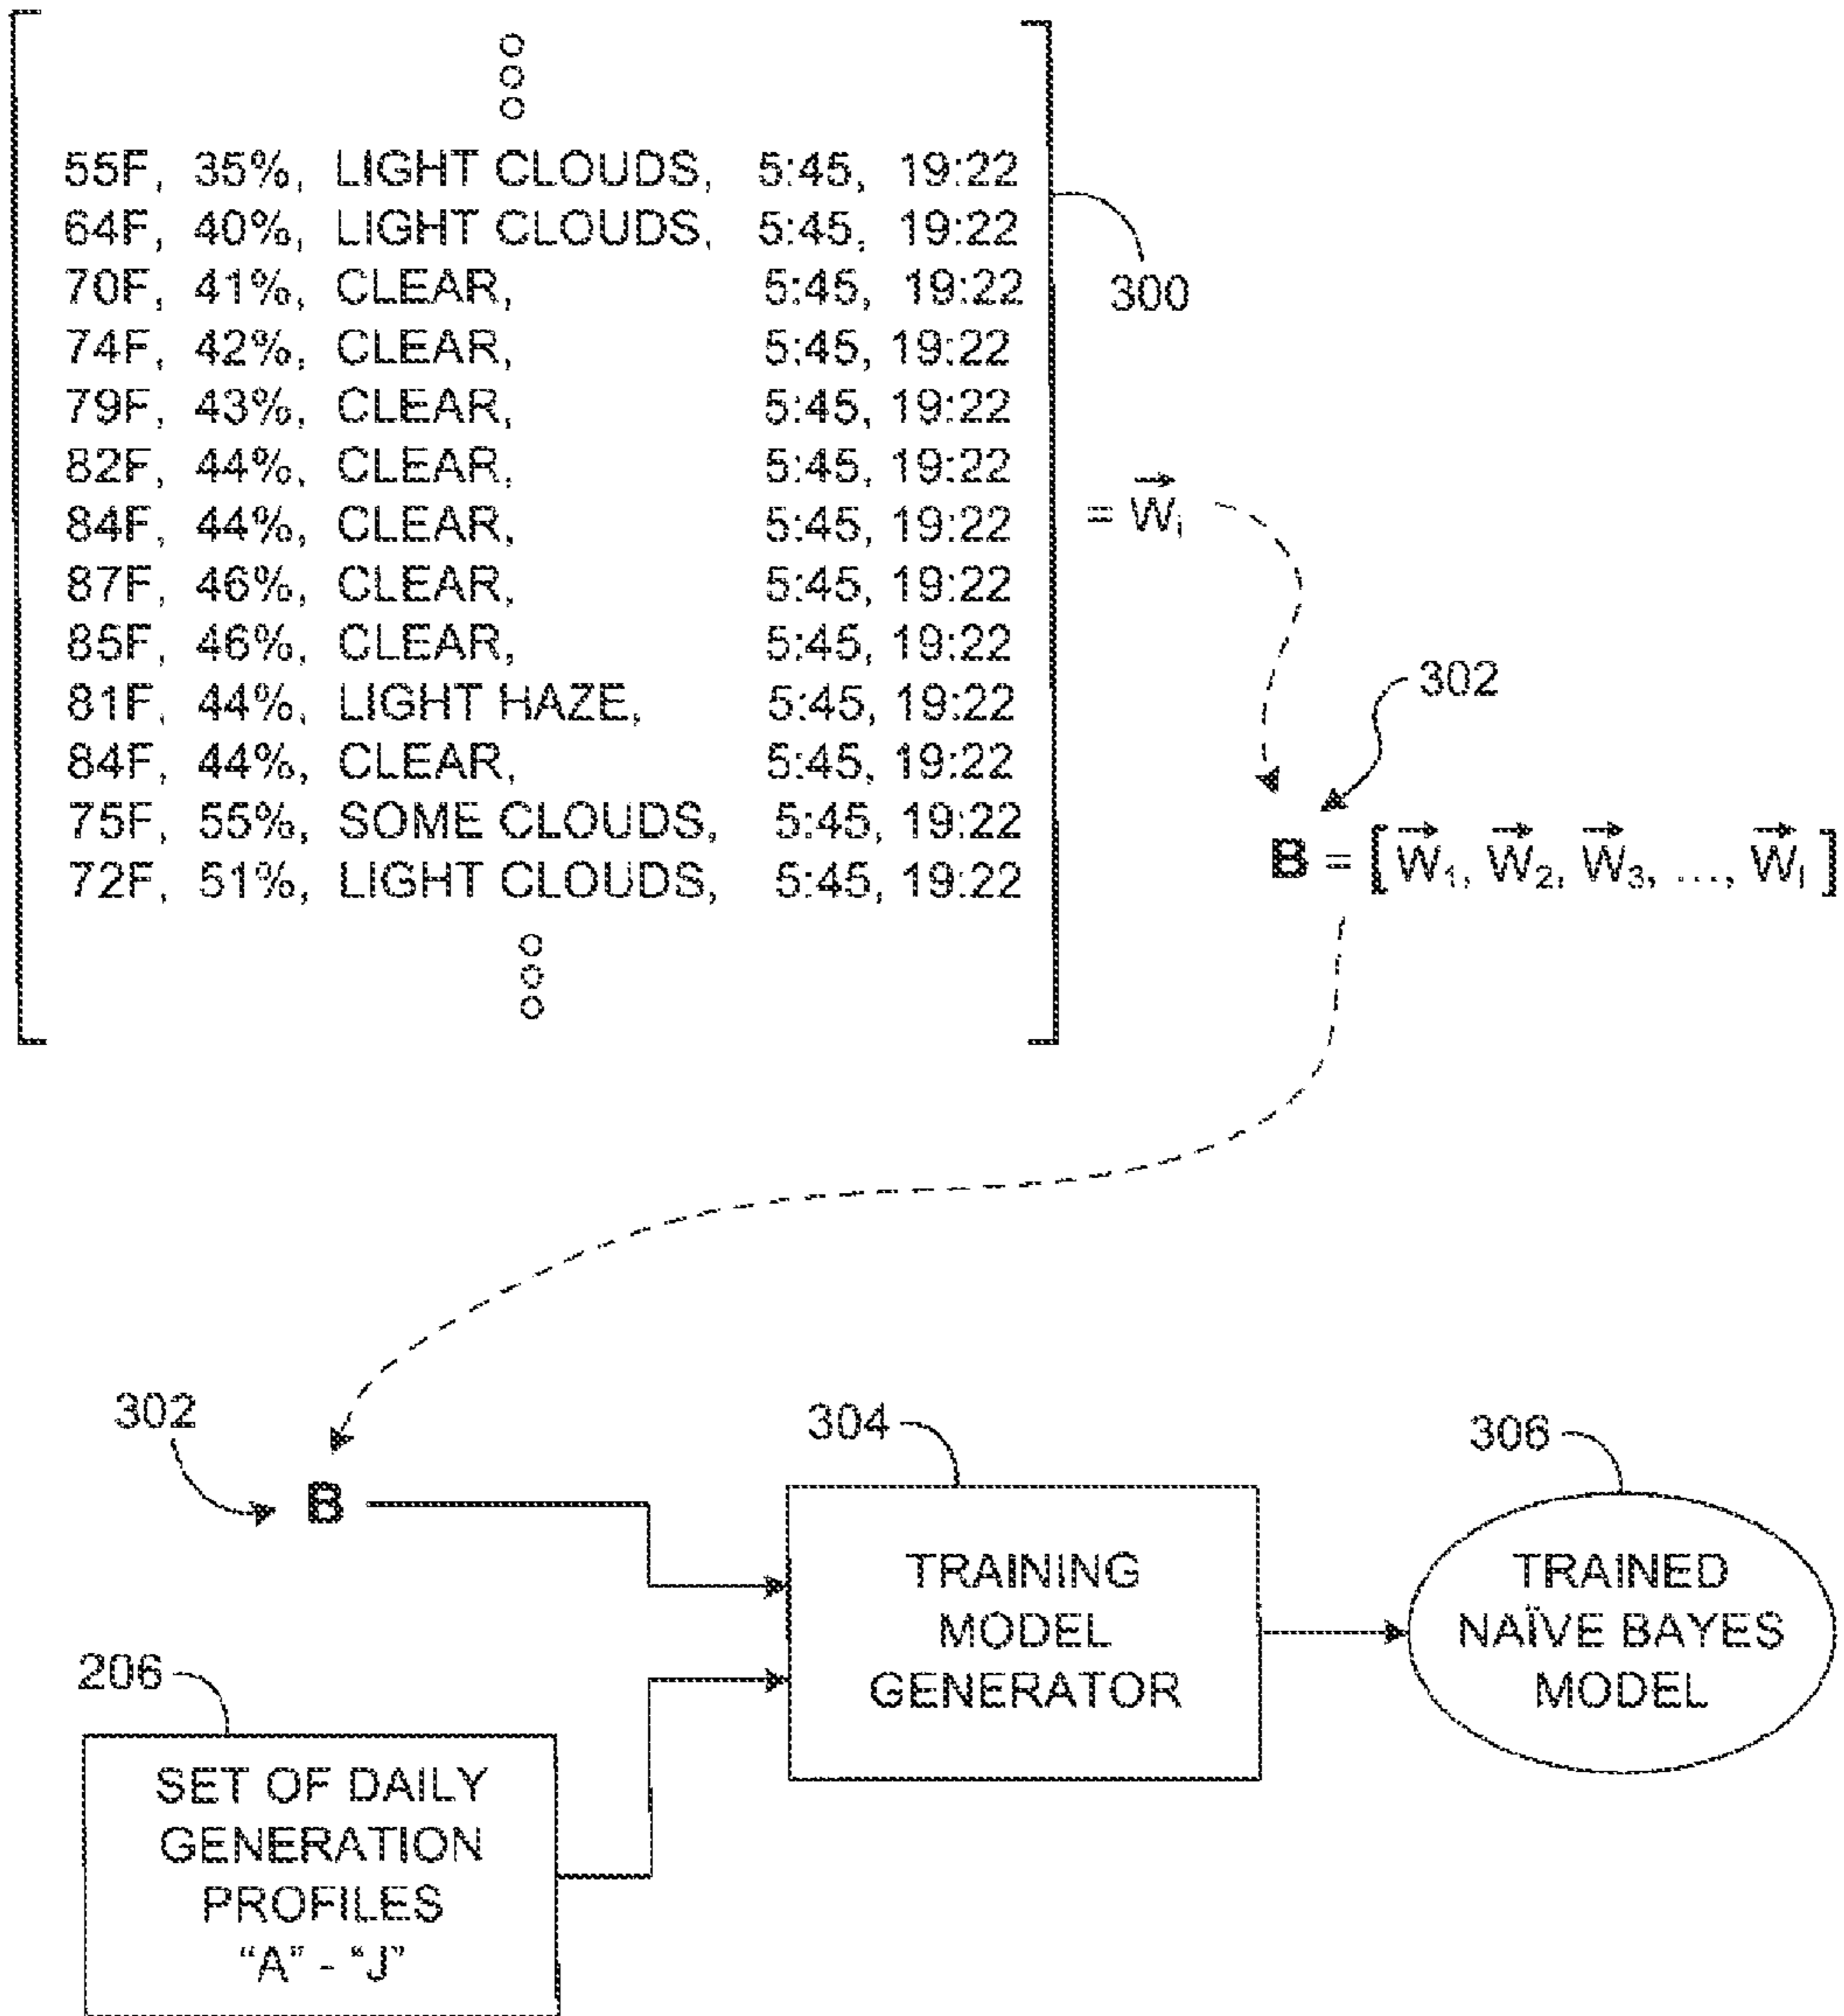 55F, 35%, LIGHT CLOUDS, 5:45, 19:22
64F, 40%, LIGHT CLOUDS, 5:45, 19:22
70F, 41%, CLEAR, 5:45, 19:22
74F, 42%, CLEAR, 5:45, 19:22
79F, 43%, CLEAR, 5:45, 19:22
82F, 44%, CLEAR, 5:45, 19:22
84F, 44%, CLEAR, 5:45, 19:22
87F, 46%, CLEAR, 5:45, 19:22
85F, 46%, CLEAR, 5:45, 19:22
81F, 44%, LIGHT HAZE, 5:45, 19:22
84F, 44%, CLEAR, 5:45, 19:22
75F, 55%, SOME CLOUDS, 5:45, 19:22
72F, 51%, LIGHT CLOUDS, 5:45, 19:22
300
= W⃗i
302
B = [W⃗1, W⃗2, W⃗3, ..., W⃗I]
302
B
304
TRAINING
MODEL
GENERATOR
306
TRAINED
NAÏVE BAYES
MODEL
206
SET OF DAILY
GENERATION
PROFILES
“A” - “J”